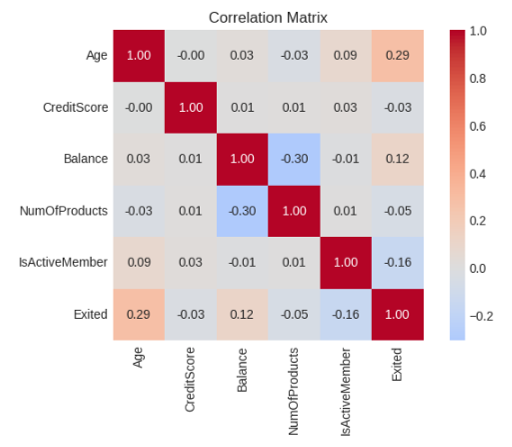 Correlation Matrix
Age 1.00 -0.00 0.03 -0.03 0.09 0.29
CreditScore -0.00 1.00 0.01 0.01 0.03 -0.03
Balance 0.03 0.01 1.00 -0.30 -0.01 0.12
NumOfProducts -0.03 0.01 -0.30 1.00 0.01 -0.05
IsActiveMember 0.09 0.03 -0.01 0.01 1.00 -0.16
Exited 0.29 -0.03 0.12 -0.05 -0.16 1.00
Age
CreditScore
Balance
NumOfProducts
IsActiveMember
Exited
1.0
0.8
0.6
0.4
0.2
0.0
−0.2